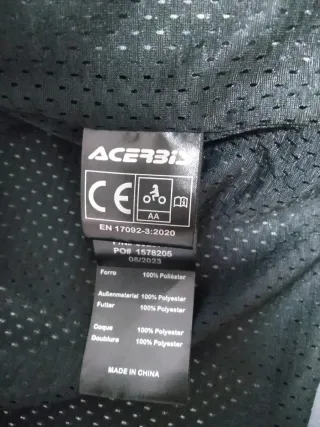 ACERBIS
CE
AA
EN 17092-3:2020
PO# 1578205
08/2023
Forro 100% Poliéster
Außenmaterial 100% Polyester
Futter 100% Polyester
Coque 100% Polyester
Doublure 100% Polyester
MADE IN CHINA